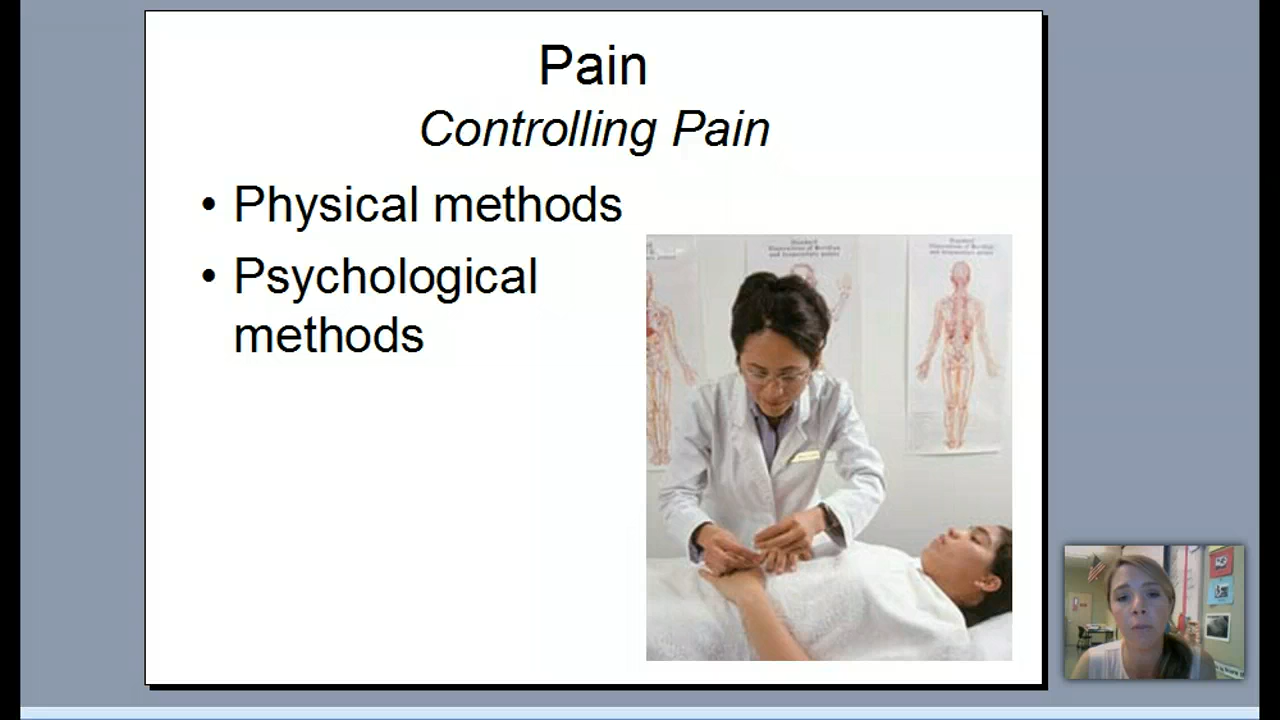 Pain
Controlling Pain
• Physical methods
• Psychological
methods